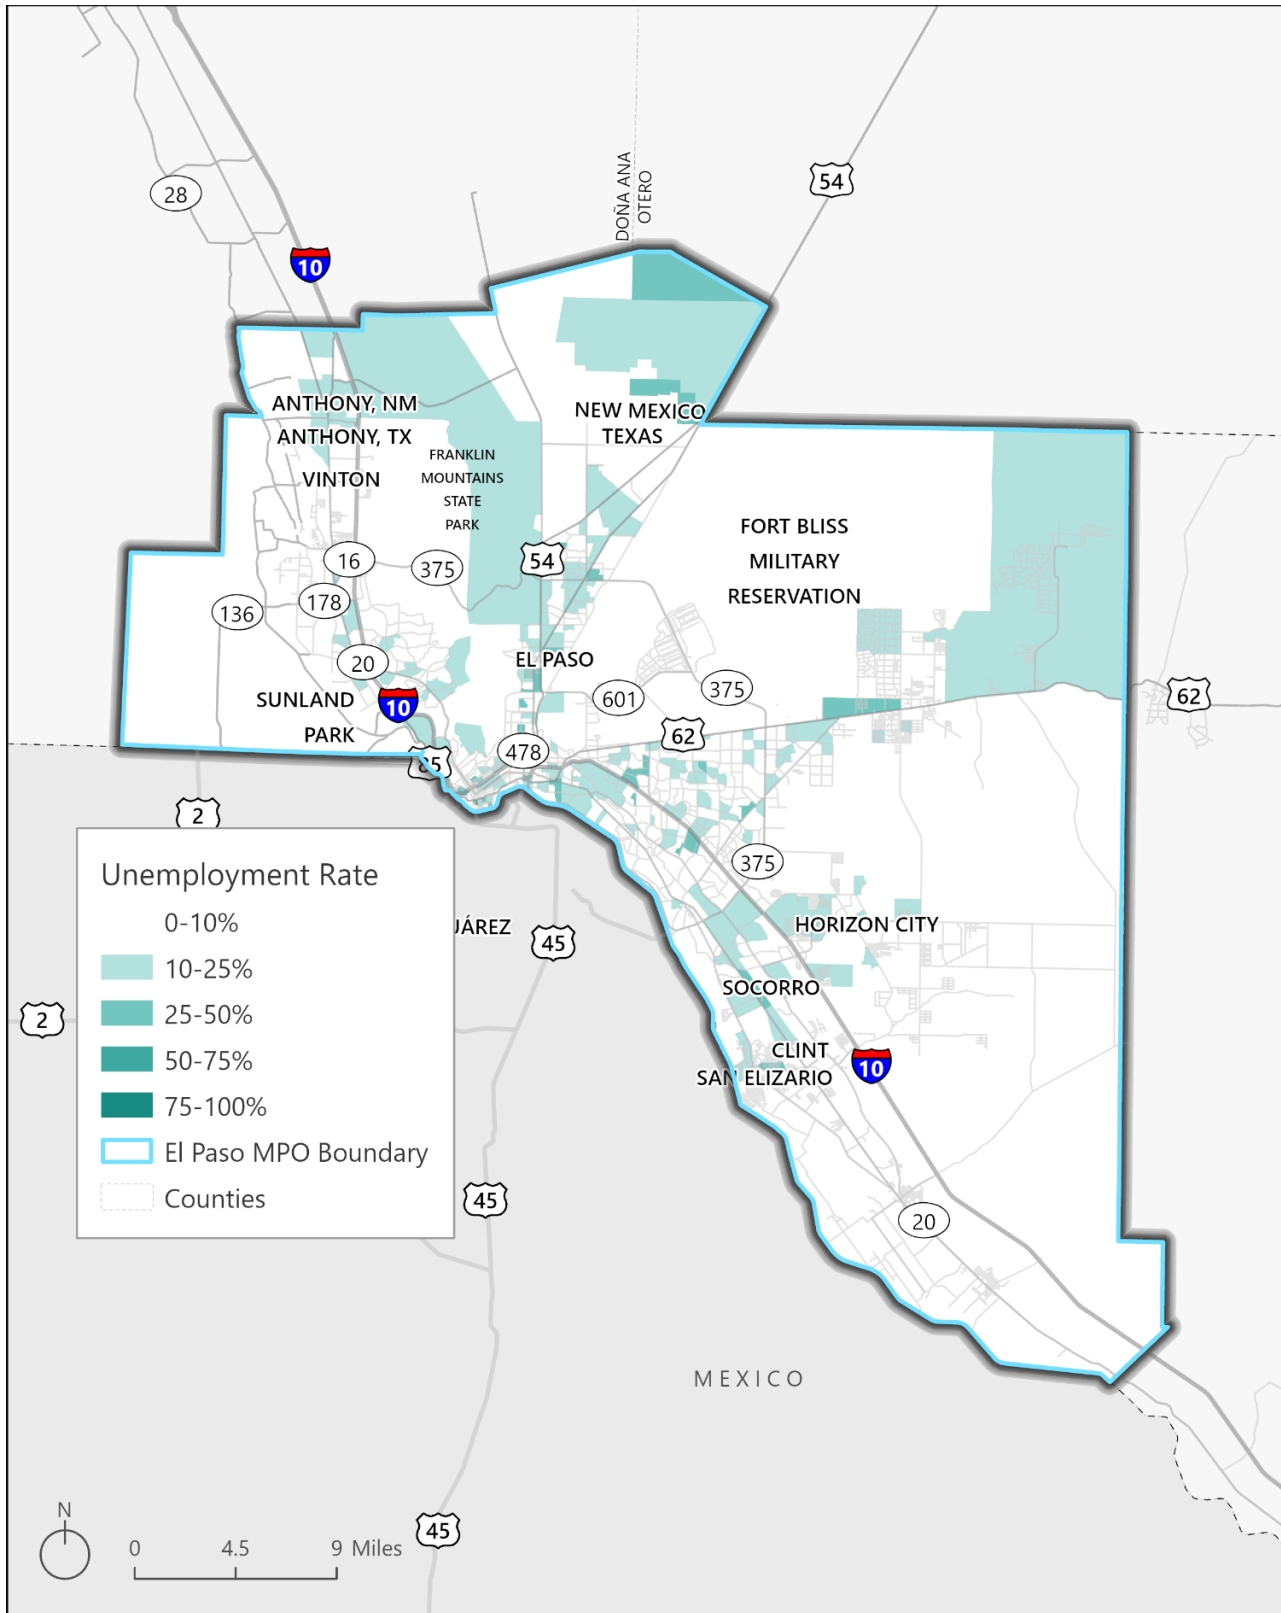 DOÑA ANA
OTERO
54
28
10
ANTHONY, NM
ANTHONY, TX
VINTON
NEW MEXICO
TEXAS
FRANKLIN
MOUNTAINS
STATE
PARK
FORT BLISS
MILITARY
RESERVATION
16
375
54
178
136
20
EL PASO
601
375
62
SUNLAND
PARK
10
62
478
85
2
375
Unemployment Rate
0-10%
10-25%
25-50%
50-75%
75-100%
El Paso MPO Boundary
Counties
UÁREZ
45
HORIZON CITY
SOCORRO
2
CLINT
SAN ELIZARIO
10
45
20
MEXICO
45
N
0 4.5 9 Miles